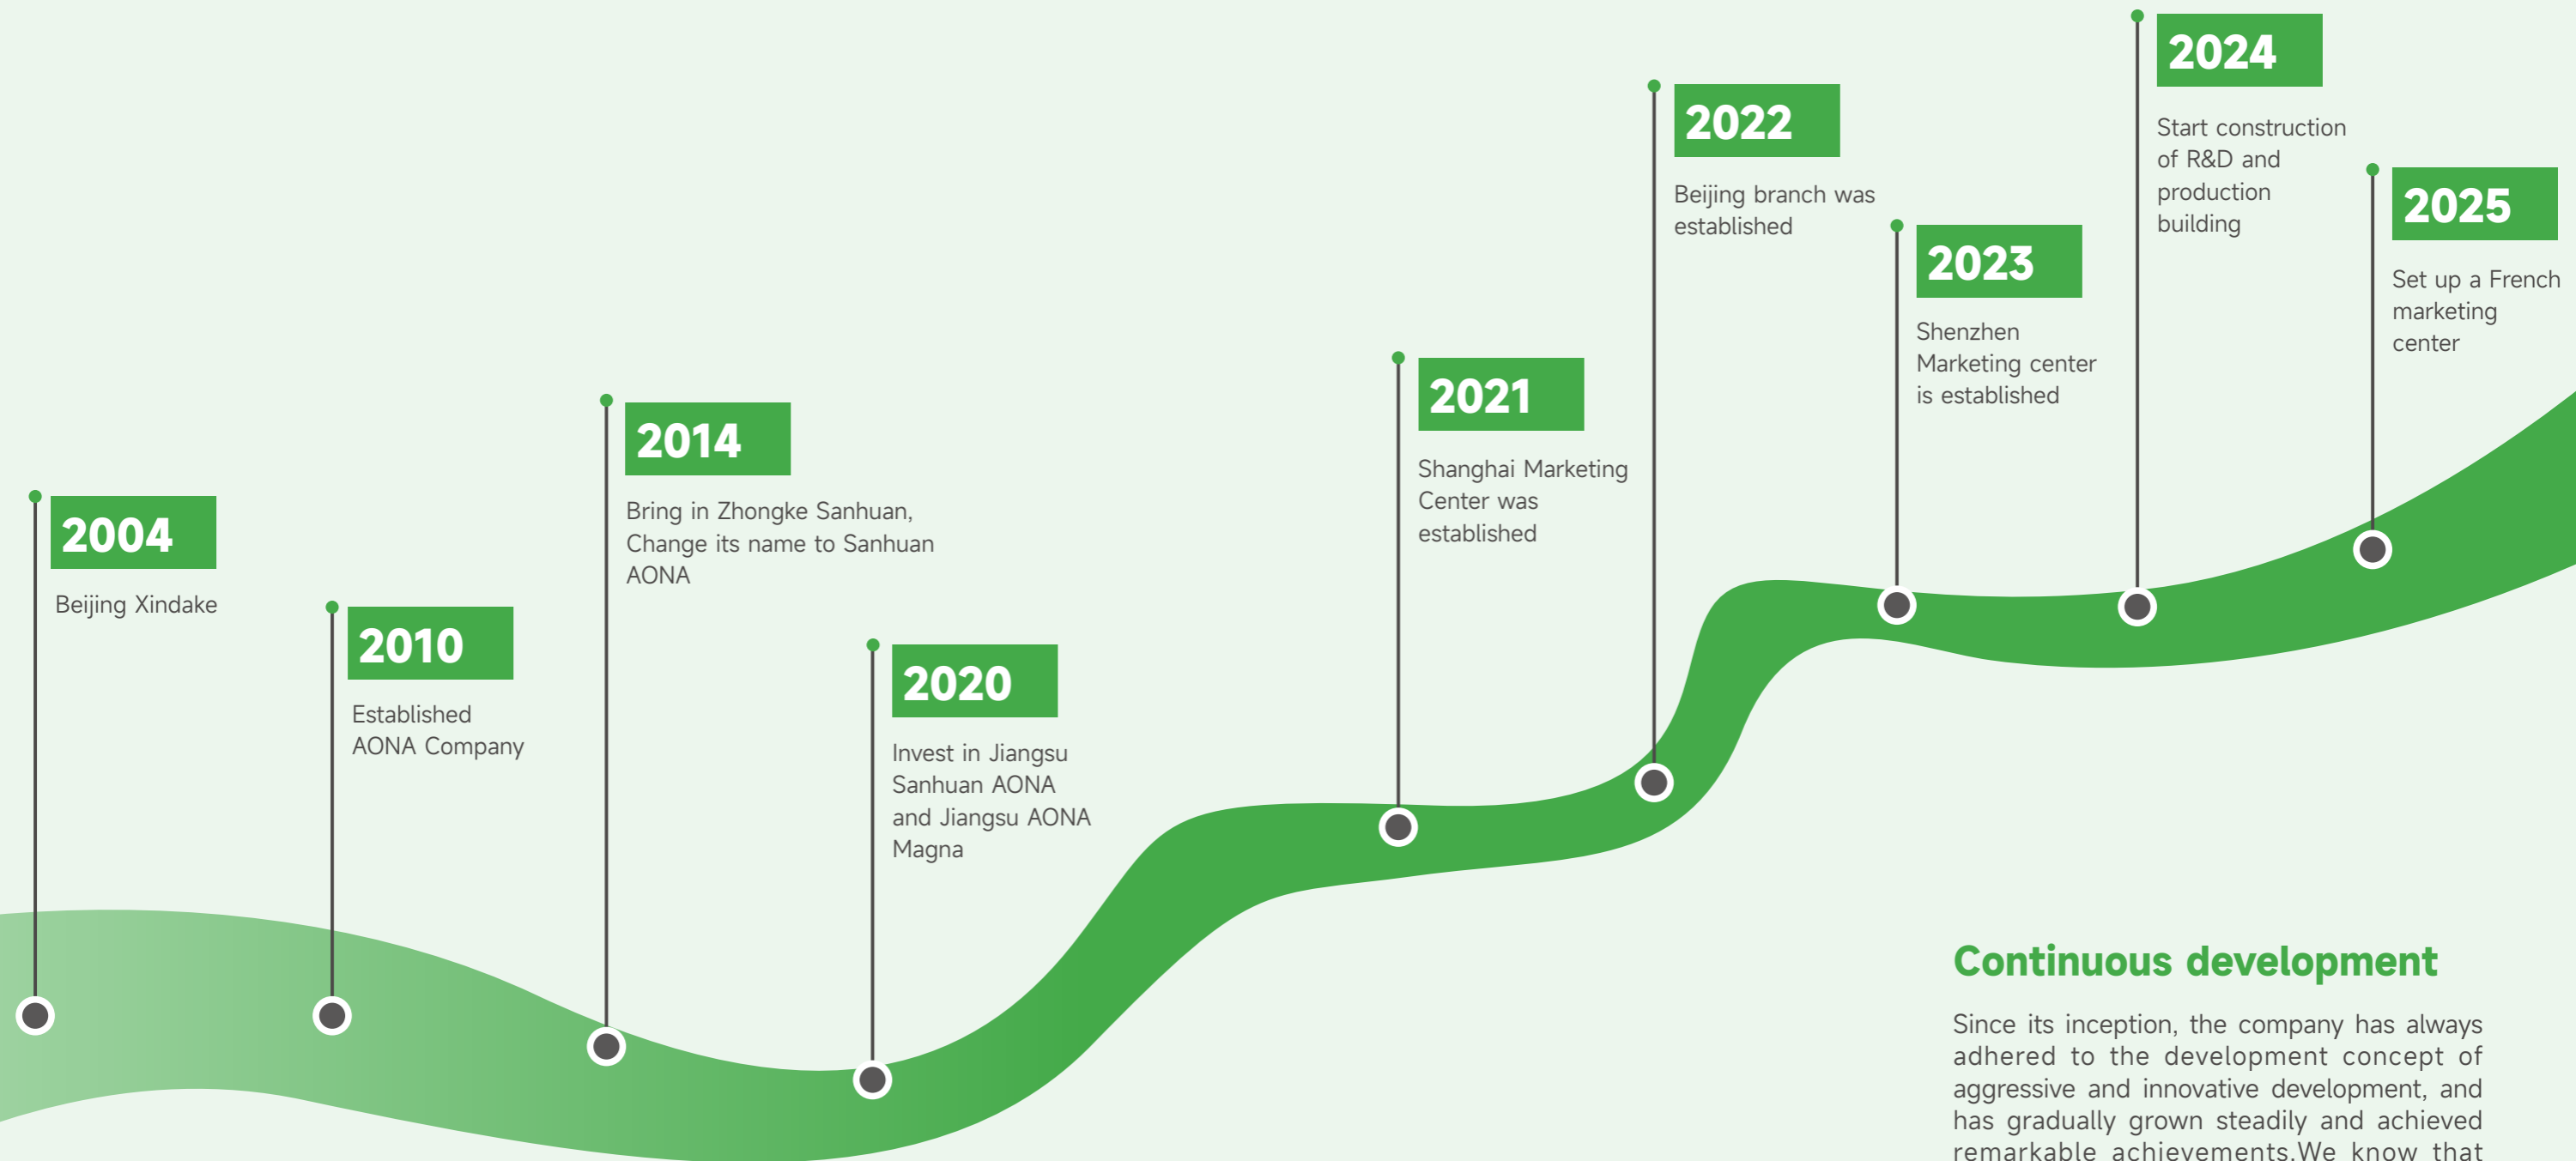 2004
Beijing Xindake
2010
Established
AONA Company
2014
Bring in Zhongke Sanhuan,
Change its name to Sanhuan
AONA
2020
Invest in Jiangsu
Sanhuan AONA
and Jiangsu AONA
Magna
2021
Shanghai Marketing
Center was
established
2022
Beijing branch was
established
2023
Shenzhen
Marketing center
is established
2024
Start construction
of R&D and
production
building
2025
Set up a French
marketing
center
Continuous development
Since its inception, the company has always
adhered to the development concept of
aggressive and innovative development, and
has gradually grown steadily and achieved
remarkable achievements.We know that